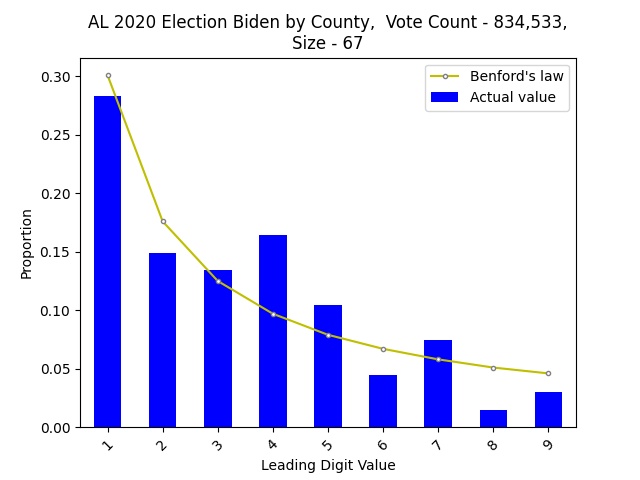 AL 2020 Election Biden by County,  Vote Count - 834,533,
Size - 67
Benford's law
Actual value
Proportion
0.30
0.25
0.20
0.15
0.10
0.05
0.00
1 2 3 4 5 6 7 8 9
Leading Digit Value